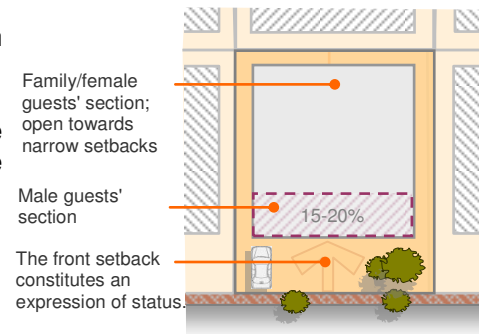 Family/female
guests' section;
open towards
narrow setbacks
Male guests'
section
15-20%
The front setback
constitutes an
expression of status.